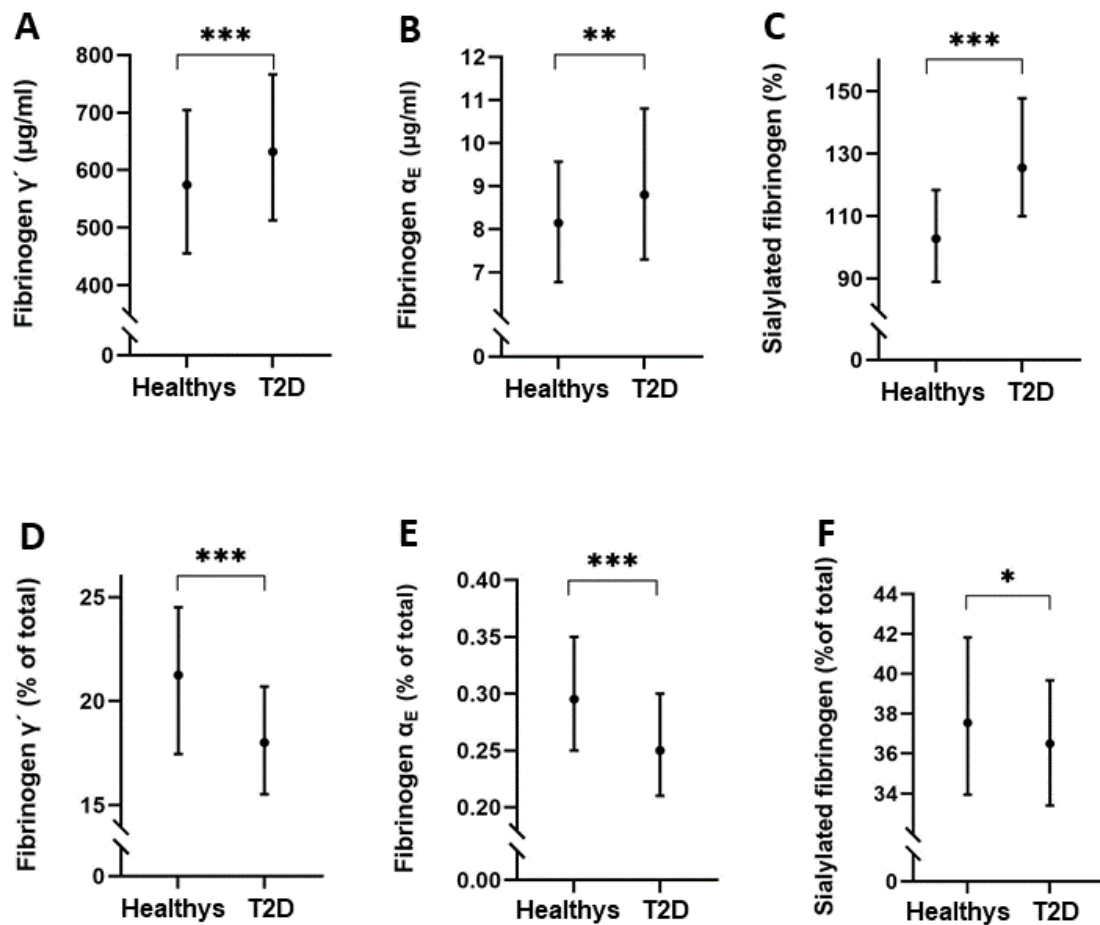 A
Fibrinogen γ´ (µg/ml)
***
800
700
600
500
400
0
Healthys T2D
B
Fibrinogen αE (µg/ml)
**
12
11
10
9
8
7
0
Healthys T2D
C
Sialylated fibrinogen (%)
***
150
130
110
90
0
Healthys T2D
D
Fibrinogen γ´ (% of total)
***
25
20
15
0
Healthys T2D
E
Fibrinogen αE (% of total)
***
0.40
0.35
0.30
0.25
0.20
0.00
Healthys T2D
F
Sialylated fibrinogen (%of total)
*
44
42
40
38
36
34
0
Healthys T2D